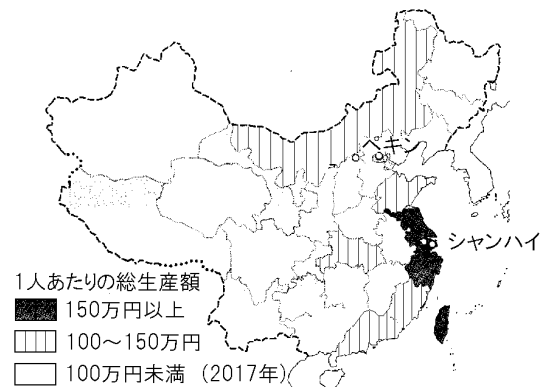 ペキン
シャンハイ
1人あたりの総生産額
150万円以上
100〜150万円
100万円未満 (2017年)